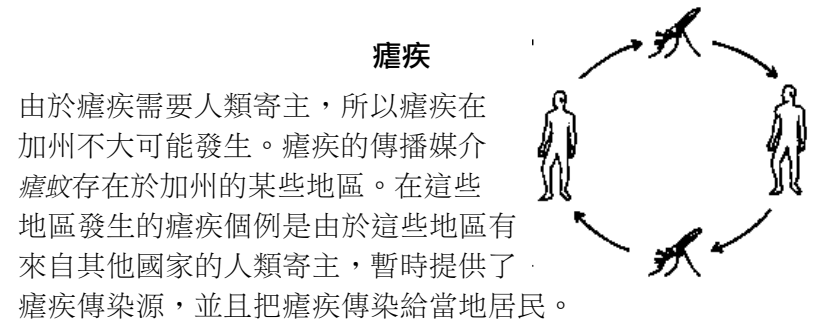 瘧疾
由於瘧疾需要人類寄主，所以瘧疾在
加州不大可能發生。瘧疾的傳播媒介
瘧蚊存在於加州的某些地區。在這些
地區發生的瘧疾個例是由於這些地區有
來自其他國家的人類寄主，暫時提供了
瘧疾傳染源，並且把瘧疾傳染給當地居民。